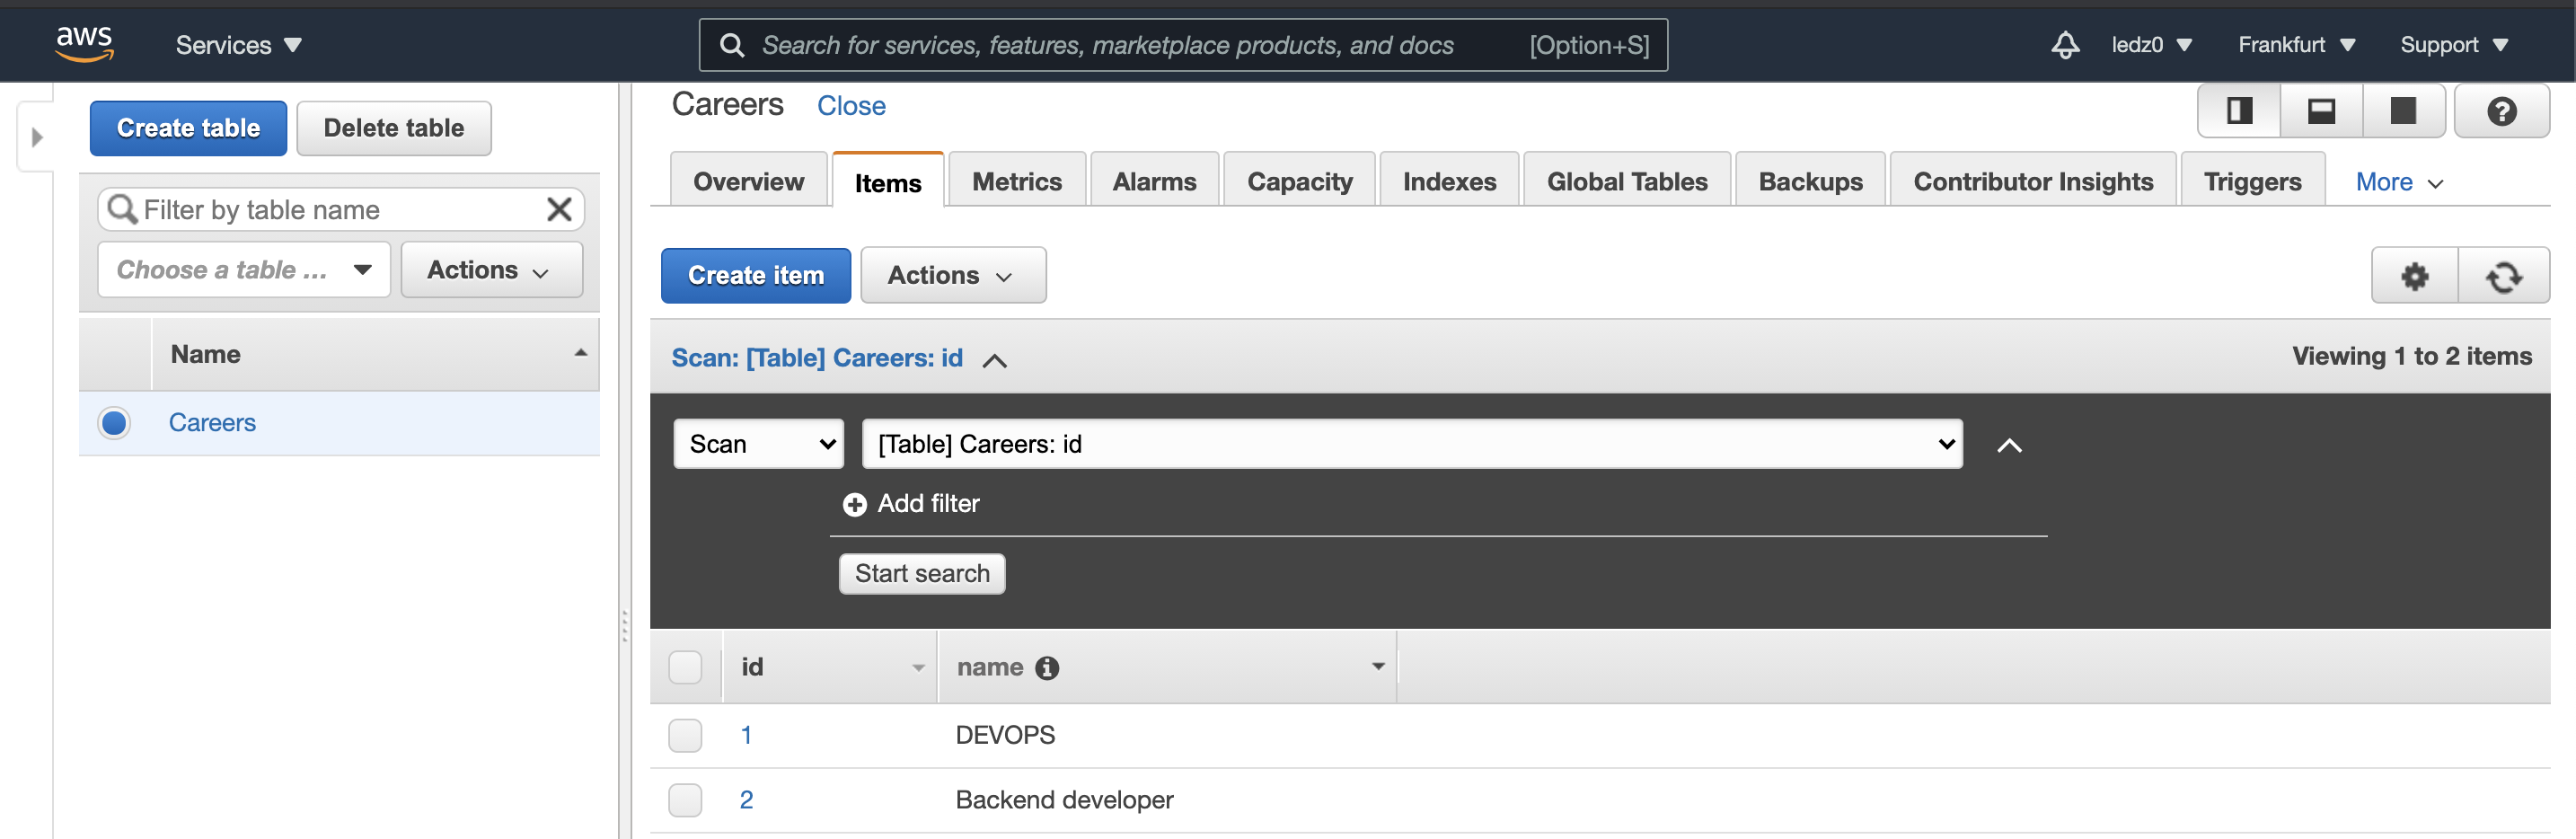 aws Services Search for services, features, marketplace products, and docs [Option+S] ledz0 Frankfurt Support
Create table Delete table
Filter by table name
Choose a table ... Actions
Name
Careers
Careers Close
Overview Items Metrics Alarms Capacity Indexes Global Tables Backups Contributor Insights Triggers More
Create item Actions
Scan: [Table] Careers: id Viewing 1 to 2 items
Scan [Table] Careers: id
Add filter
Start search
id name
1 DEVOPS
2 Backend developer